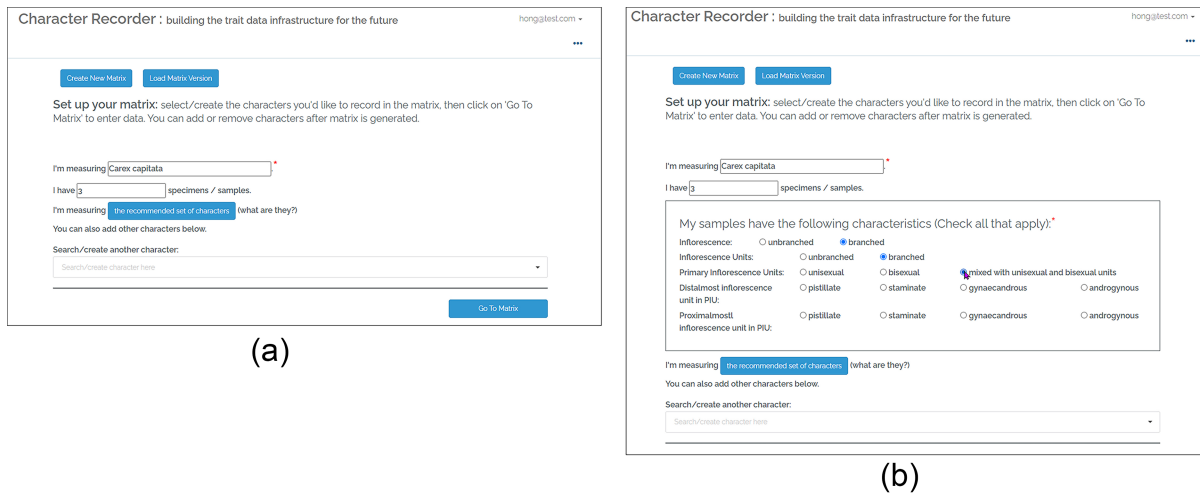 Character Recorder : building the trait data infrastructure for the future
hong@test.com
•••
Create New Matrix Load Matrix Version
Set up your matrix: select/create the characters you'd like to record in the matrix, then click on 'Go To
Matrix' to enter data. You can add or remove characters after matrix is generated.
I'm measuring Carex capitata *
I have 3 specimens / samples.
I'm measuring the recommended set of characters (what are they?)
You can also add other characters below.
Search/create another character:
Search/create character here
Go To Matrix
(a)
Character Recorder : building the trait data infrastructure for the future
hong@test.com
•••
Create New Matrix Load Matrix Version
Set up your matrix: select/create the characters you'd like to record in the matrix, then click on 'Go To
Matrix' to enter data. You can add or remove characters after matrix is generated.
I'm measuring Carex capitata *
I have 3 specimens / samples.
My samples have the following characteristics (Check all that apply):*
Inflorescence: unbranched branched
Inflorescence Units: unbranched branched
Primary Inflorescence Units: unisexual bisexual mixed with unisexual and bisexual units
Distalmost inflorescence
unit in PIU: pistillate staminate gynaecandrous androgynous
Proximalmostl
inflorescence unit in PIU: pistillate staminate gynaecandrous androgynous
I'm measuring the recommended set of characters (what are they?)
You can also add other characters below.
Search/create another character:
Search/create character here
(b)